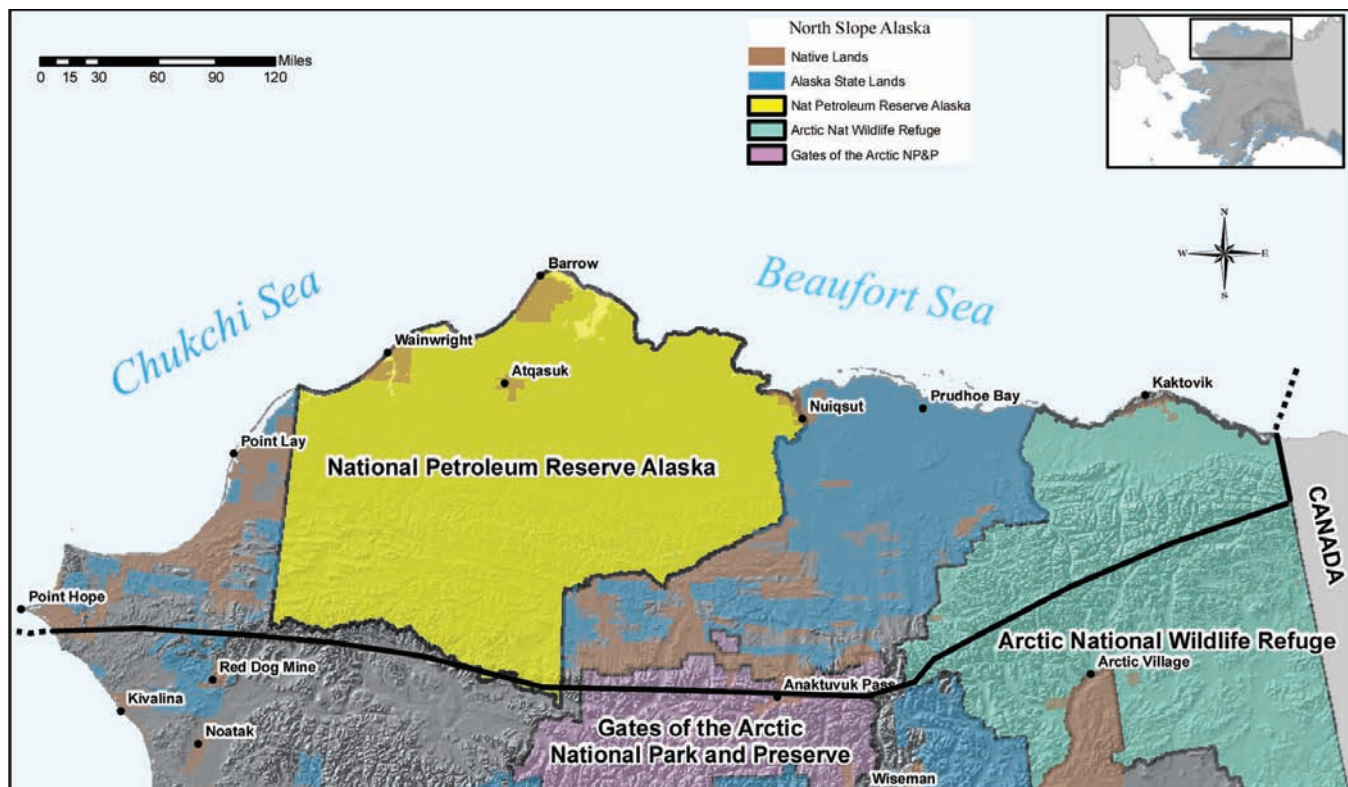 North Slope Alaska
Native Lands
Alaska State Lands
Nat Petroleum Reserve Alaska
Arctic Nat Wildlife Refuge
Gates of the Arctic NP&P
Miles
0 15 30 60 90 120
N
W E
S
Chukchi Sea
Beaufort Sea
Barrow
Wainwright
Atqasuk
Nuiqsut
Prudhoe Bay
Kaktovik
Point Lay
National Petroleum Reserve Alaska
CANADA
Point Hope
Arctic National Wildlife Refuge
Arctic Village
Red Dog Mine
Anaktuvuk Pass
Kivalina
Noatak
Gates of the Arctic
National Park and Preserve
Wiseman